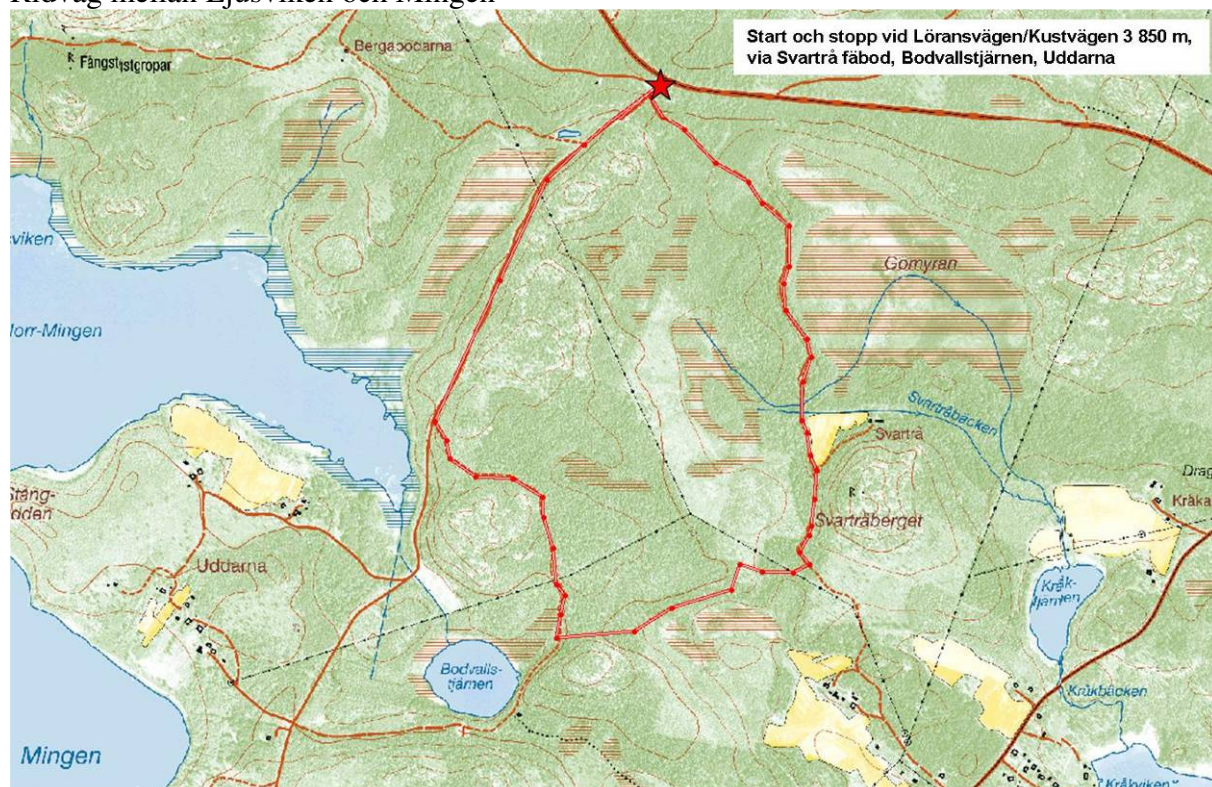 Ridväg mellan Ljusviken och Mingen
Start och stopp vid Löransvägen/Kustvägen 3 850 m,
via Svartrå fäbod, Bodvallstjärnen, Uddarna
Bergabodarna
R Fångstgropar
viken
Gomyran
Norr-Mingen
Svartråbäcken
Svartrå
Drag
Kråka
R
Svartråberget
Stång-
udden
Uddarna
Kråk-
tjärnen
Bodvalls-
tjärnen
Kråkbäcken
Mingen
Kråkviken